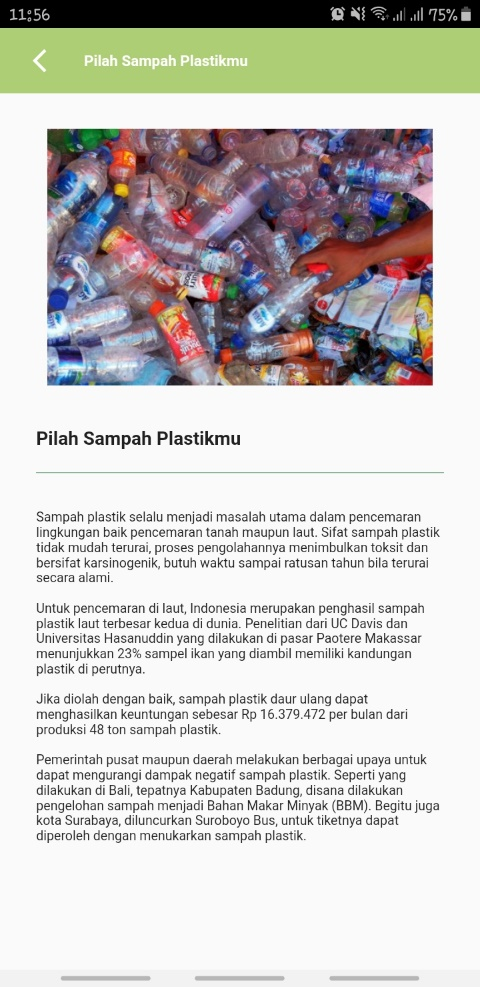 11:56
75%
Pilah Sampah Plastikmu
Pilah Sampah Plastikmu
Sampah plastik selalu menjadi masalah utama dalam pencemaran
lingkungan baik pencemaran tanah maupun laut. Sifat sampah plastik
tidak mudah terurai, proses pengolahannya menimbulkan toksit dan
bersifat karsinogenik, butuh waktu sampai ratusan tahun bila terurai
secara alami.
Untuk pencemaran di laut, Indonesia merupakan penghasil sampah
plastik laut terbesar kedua di dunia. Penelitian dari UC Davis dan
Universitas Hasanuddin yang dilakukan di pasar Paotere Makassar
menunjukkan 23% sampel ikan yang diambil memiliki kandungan
plastik di perutnya.
Jika diolah dengan baik, sampah plastik daur ulang dapat
menghasilkan keuntungan sebesar Rp 16.379.472 per bulan dari
produksi 48 ton sampah plastik.
Pemerintah pusat maupun daerah melakukan berbagai upaya untuk
dapat mengurangi dampak negatif sampah plastik. Seperti yang
dilakukan di Bali, tepatnya Kabupaten Badung, disana dilakukan
pengelohan sampah menjadi Bahan Makar Minyak (BBM). Begitu juga
kota Surabaya, diluncurkan Suroboyo Bus, untuk tiketnya dapat
diperoleh dengan menukarkan sampah plastik.